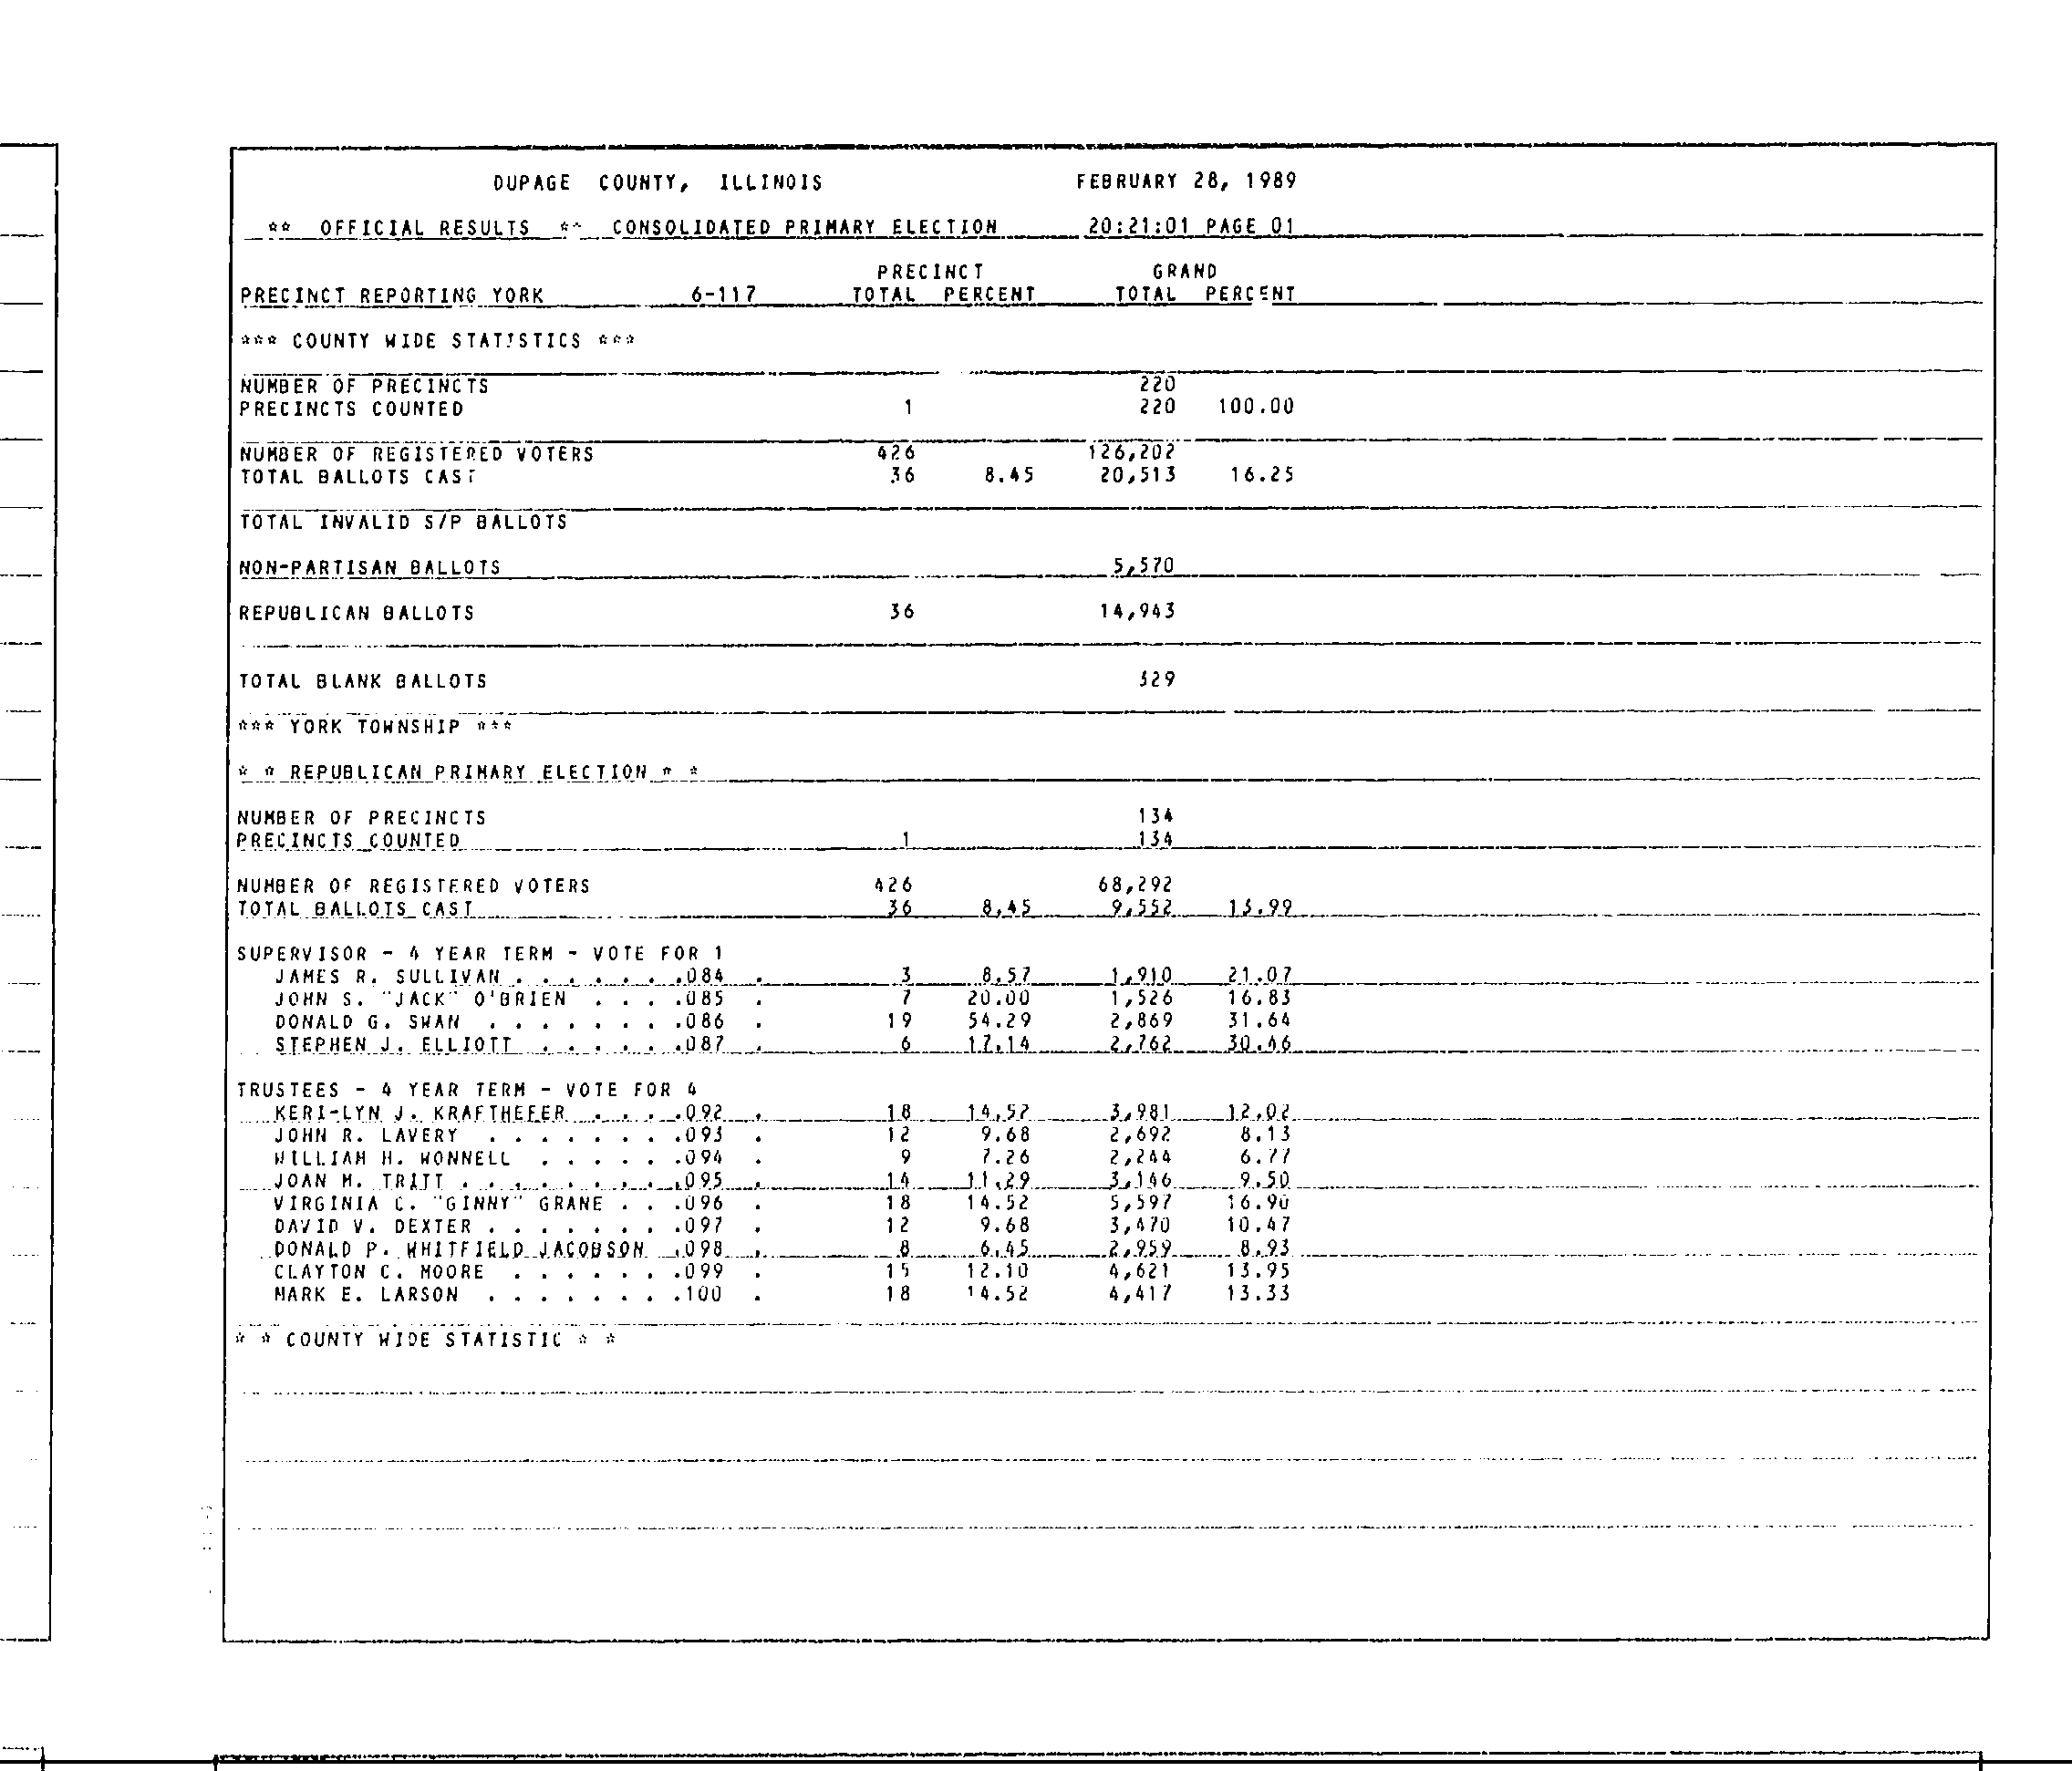 DUPAGE COUNTY, ILLINOIS FEBRUARY 28, 1989
** OFFICIAL RESULTS ** CONSOLIDATED PRIMARY ELECTION 20:21:01 PAGE 01
PRECINCT GRAND
PRECINCT REPORTING YORK 6-117 TOTAL PERCENT TOTAL PERCENT
*** COUNTY WIDE STATISTICS ***
NUMBER OF PRECINCTS 220
PRECINCTS COUNTED 1 220 100.00
NUMBER OF REGISTERED VOTERS 426 126,202
TOTAL BALLOTS CAST 36 8.45 20,513 16.25
TOTAL INVALID S/P BALLOTS
NON-PARTISAN BALLOTS 5,570
REPUBLICAN BALLOTS 36 14,943
TOTAL BLANK BALLOTS 329
*** YORK TOWNSHIP ***
* * REPUBLICAN PRIMARY ELECTION * *
NUMBER OF PRECINCTS 134
PRECINCTS COUNTED 1 134
NUMBER OF REGISTERED VOTERS 426 68,292
TOTAL BALLOTS CAST 36 8.45 9,552 13.99
SUPERVISOR - 4 YEAR TERM - VOTE FOR 1
JAMES R. SULLIVAN . . . . . . .084 . 3 8.57 1,910 21.07
JOHN S. "JACK" O'BRIEN . . . .085 . 7 20.00 1,526 16.83
DONALD G. SWAN . . . . . . . .086 . 19 54.29 2,869 31.64
STEPHEN J. ELLIOTT . . . . . .087 . 6 17.14 2,762 30.46
TRUSTEES - 4 YEAR TERM - VOTE FOR 4
KERI-LYN J. KRAFTHEFER . . . .092 . 18 14.52 3,981 12.02
JOHN R. LAVERY . . . . . . . .093 . 12 9.68 2,692 8.13
WILLIAM H. WONNELL . . . . . .094 . 9 7.26 2,244 6.77
JOAN M. TRITT . . . . . . . . .095 . 14 11.29 3,146 9.50
VIRGINIA C. "GINNY" GRANE . . .096 . 18 14.52 5,597 16.90
DAVID V. DEXTER . . . . . . . .097 . 12 9.68 3,470 10.47
DONALD P. WHITFIELD JACOBSON .098 . 8 6.45 2,959 8.93
CLAYTON C. MOORE . . . . . . .099 . 15 12.10 4,621 13.95
MARK E. LARSON . . . . . . . .100 . 18 14.52 4,417 13.33
* * COUNTY WIDE STATISTIC * *